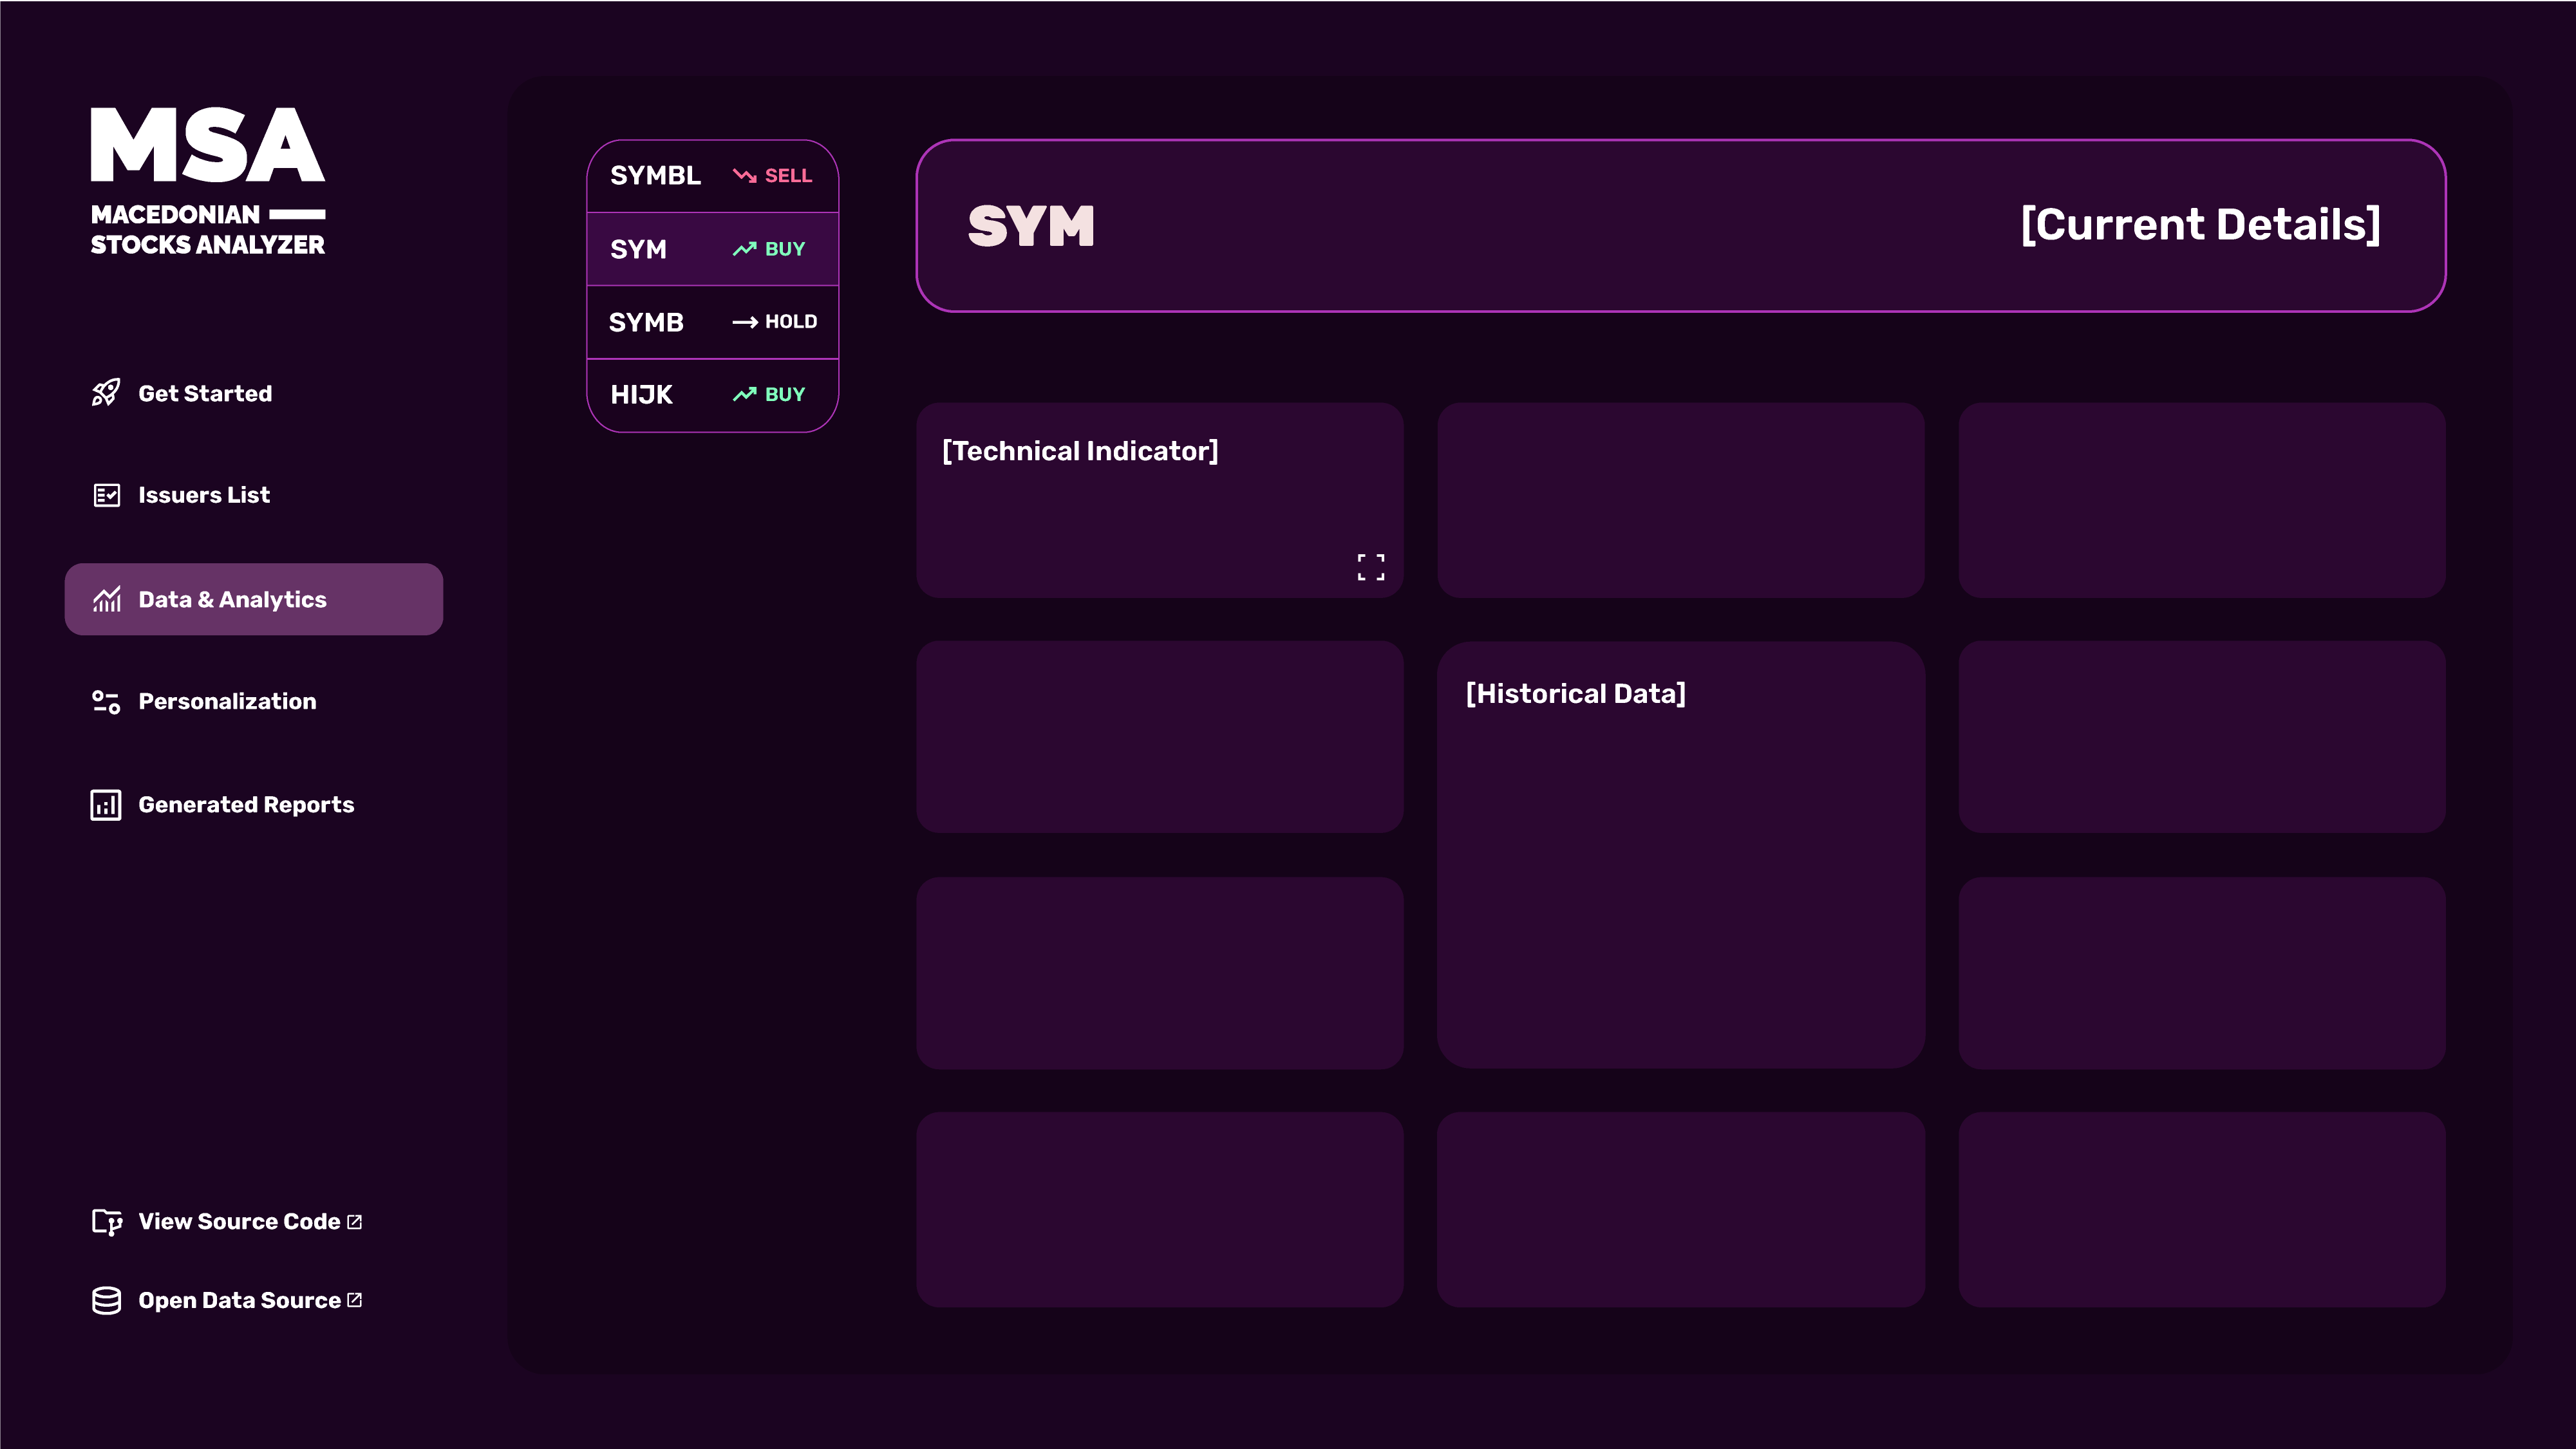 MSA
MACEDONIAN
STOCKS ANALYZER
Get Started
Issuers List
Data & Analytics
Personalization
Generated Reports
View Source Code
Open Data Source
SYMBL SELL
SYM BUY
SYMB HOLD
HIJK BUY
SYM [Current Details]
[Technical Indicator]
[Historical Data]